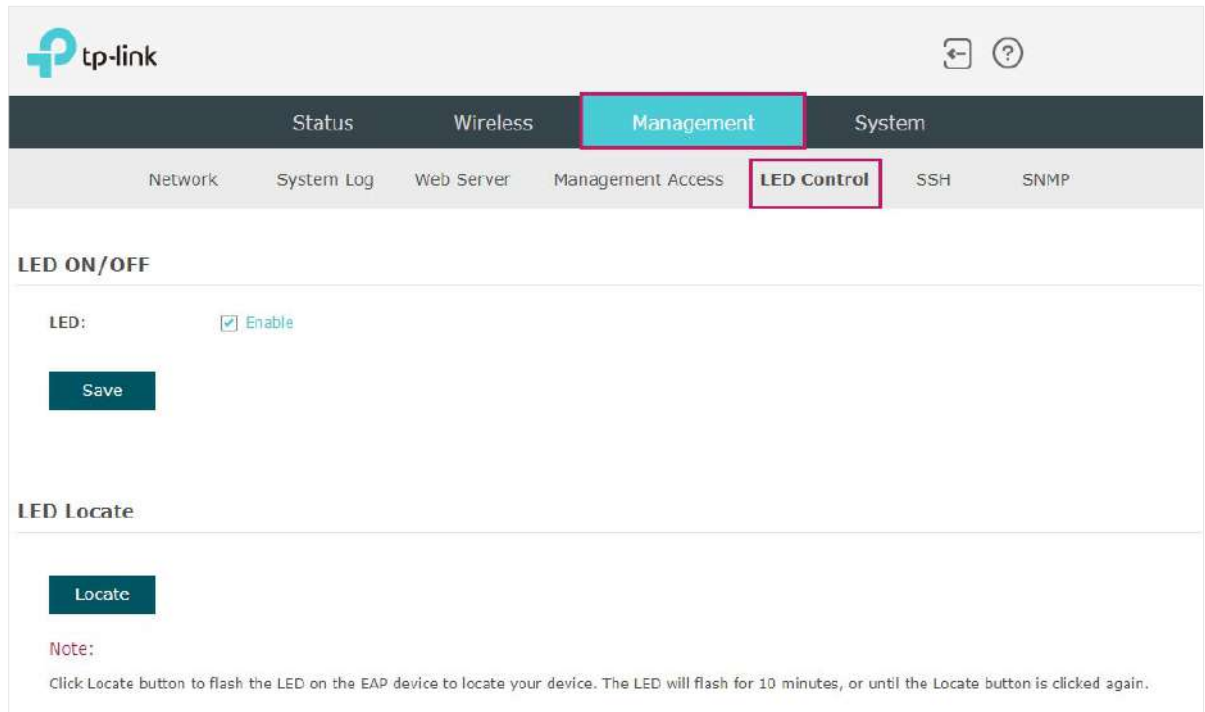 tp-link
Status Wireless Management System
Network System Log Web Server Management Access LED Control SSH SNMP
LED ON/OFF
LED: Enable
Save
LED Locate
Locate
Note:
Click Locate button to flash the LED on the EAP device to locate your device. The LED will flash for 10 minutes, or until the Locate button is clicked again.